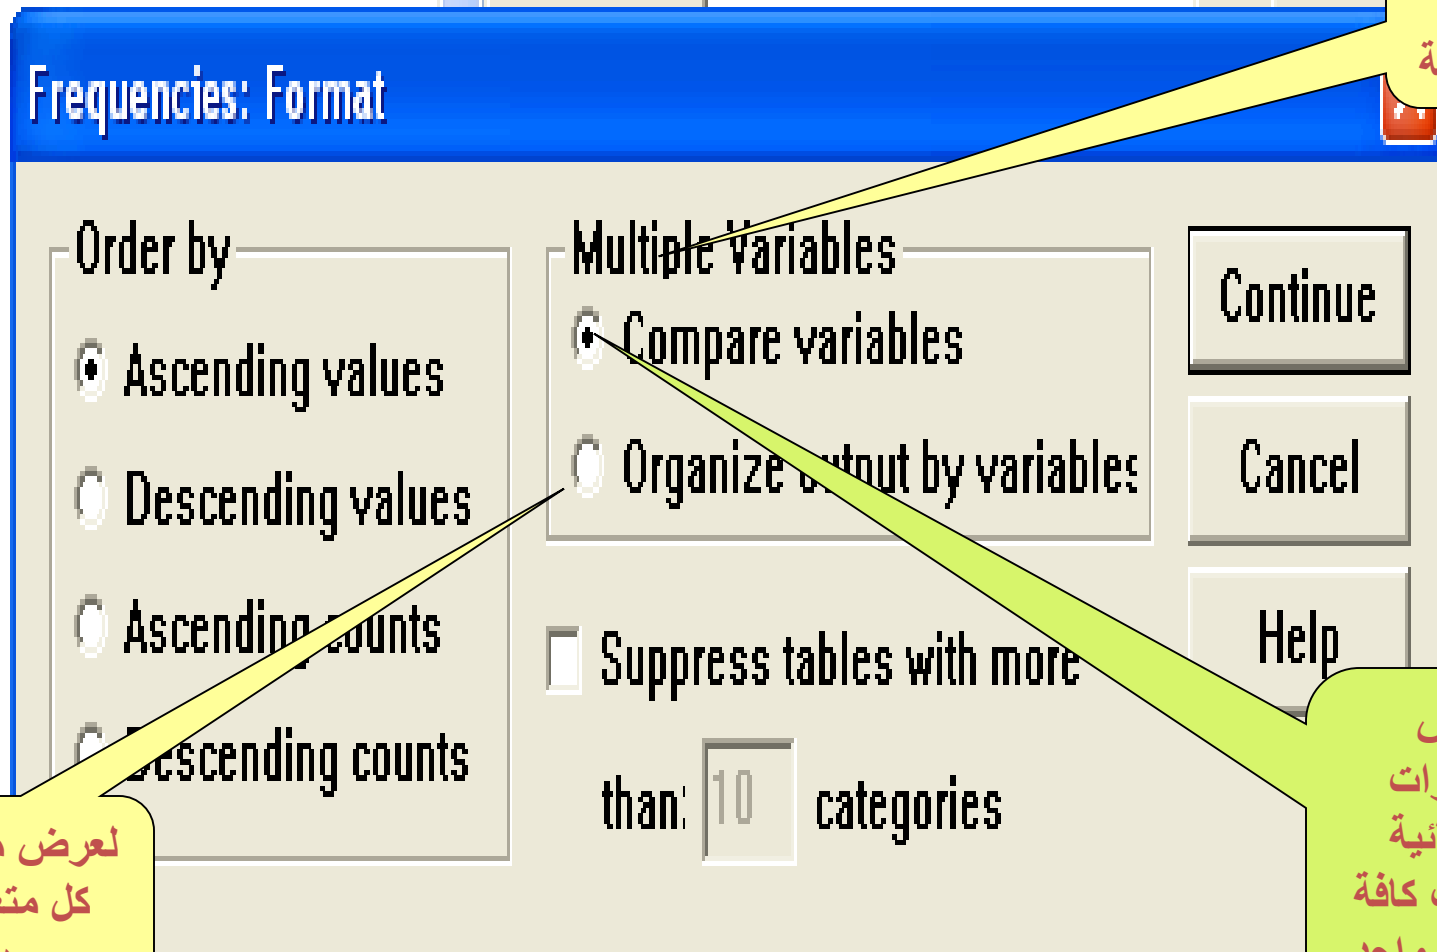 Frequencies: Format
Order by
Ascending values
Descending values
Ascending counts
Descending counts
Multiple Variables
Compare variables
Organize output by variables
Suppress tables with more
than: 10 categories
Continue
Cancel
Help
لعرض
كل
كافة